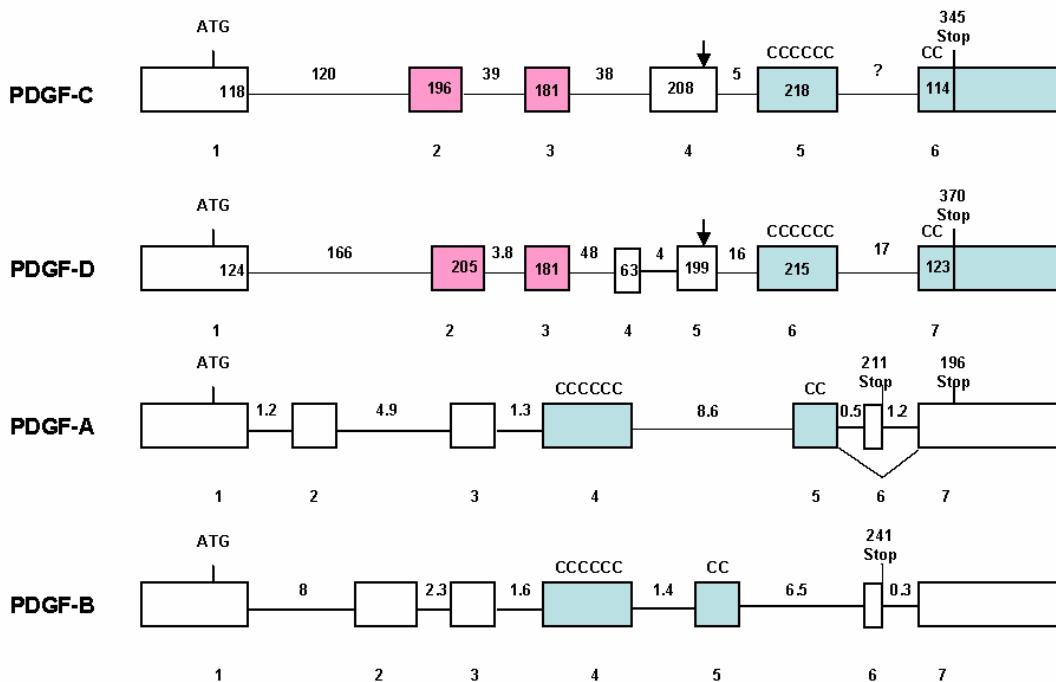 345
ATG CCCCCC CC Stop
120 39 38 5 ?
PDGF-C 118 196 181 208 218 114
1 2 3 4 5 6
370
ATG CCCCCC CC Stop
166 3.8 48 4 16 17
PDGF-D 124 205 181 63 199 215 123
1 2 3 4 5 6 7
211 196
ATG CCCCCC CC Stop Stop
1.2 4.9 1.3 8.6 0.5 1.2
PDGF-A
1 2 3 4 5 6 7
241
ATG CCCCCC CC Stop
8 2.3 1.6 1.4 6.5 0.3
PDGF-B
1 2 3 4 5 6 7